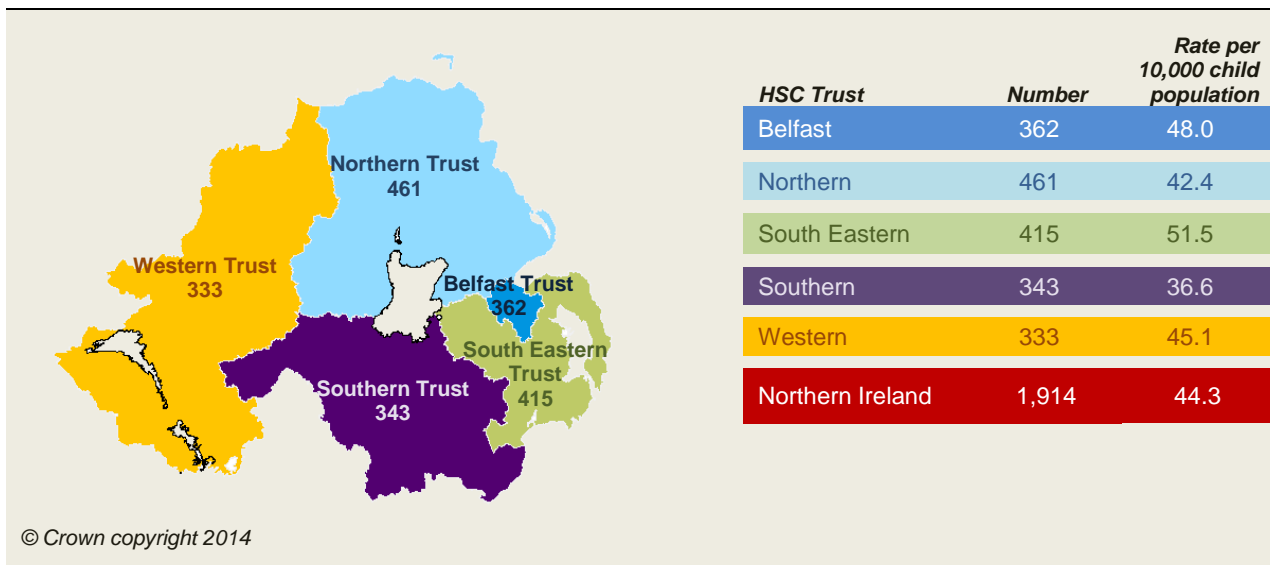 Northern Trust
461
Western Trust
333
Belfast Trust
362
South Eastern
Trust
415
Southern Trust
343
© Crown copyright 2014
HSC Trust Number Rate per
10,000 child
population
Belfast 362 48.0
Northern 461 42.4
South Eastern 415 51.5
Southern 343 36.6
Western 333 45.1
Northern Ireland 1,914 44.3